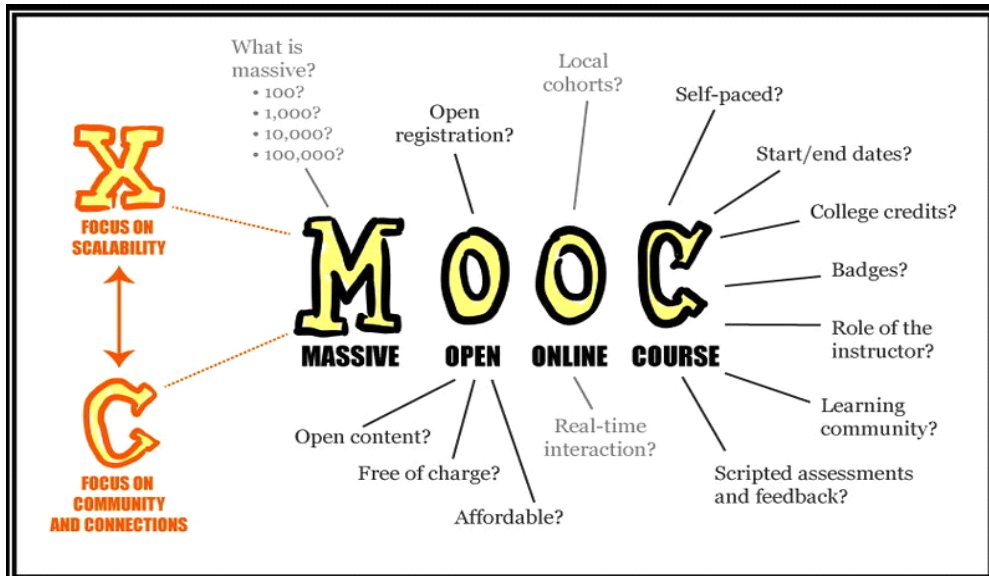 What is
massive?
• 100?
• 1,000?
• 10,000?
• 100,000?
Open
registration?
Local
cohorts?
Self-paced?
Start/end dates?
College credits?
Badges?
Role of the
instructor?
Learning
community?
Scripted assessments
and feedback?
X
FOCUS ON
SCALABILITY
C
FOCUS ON
COMMUNITY
AND CONNECTIONS
MOOC
MASSIVE OPEN ONLINE COURSE
Open content?
Free of charge?
Affordable?
Real-time
interaction?